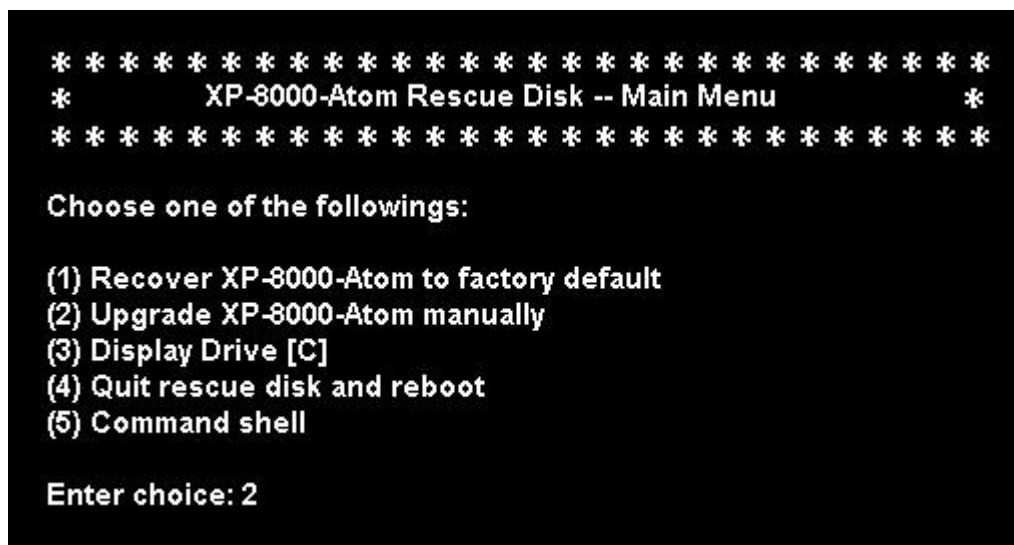 * * * * * * * * * * * * * * * * * * * * * * * * * * * *
* XP-8000-Atom Rescue Disk -- Main Menu *
* * * * * * * * * * * * * * * * * * * * * * * * * * * *
Choose one of the followings:
(1) Recover XP-8000-Atom to factory default
(2) Upgrade XP-8000-Atom manually
(3) Display Drive [C]
(4) Quit rescue disk and reboot
(5) Command shell
Enter choice: 2